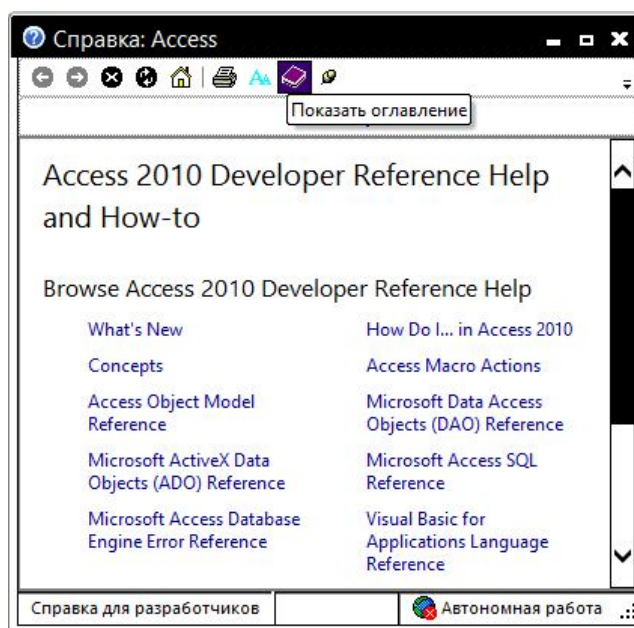 Справка: Access
Показать оглавление
Access 2010 Developer Reference Help
and How-to
Browse Access 2010 Developer Reference Help
What's New
How Do I... in Access 2010
Concepts
Access Macro Actions
Access Object Model
Reference
Microsoft Data Access
Objects (DAO) Reference
Microsoft ActiveX Data
Objects (ADO) Reference
Microsoft Access SQL
Reference
Microsoft Access Database
Engine Error Reference
Visual Basic for
Applications Language
Reference
Справка для разработчиков
Автономная работа